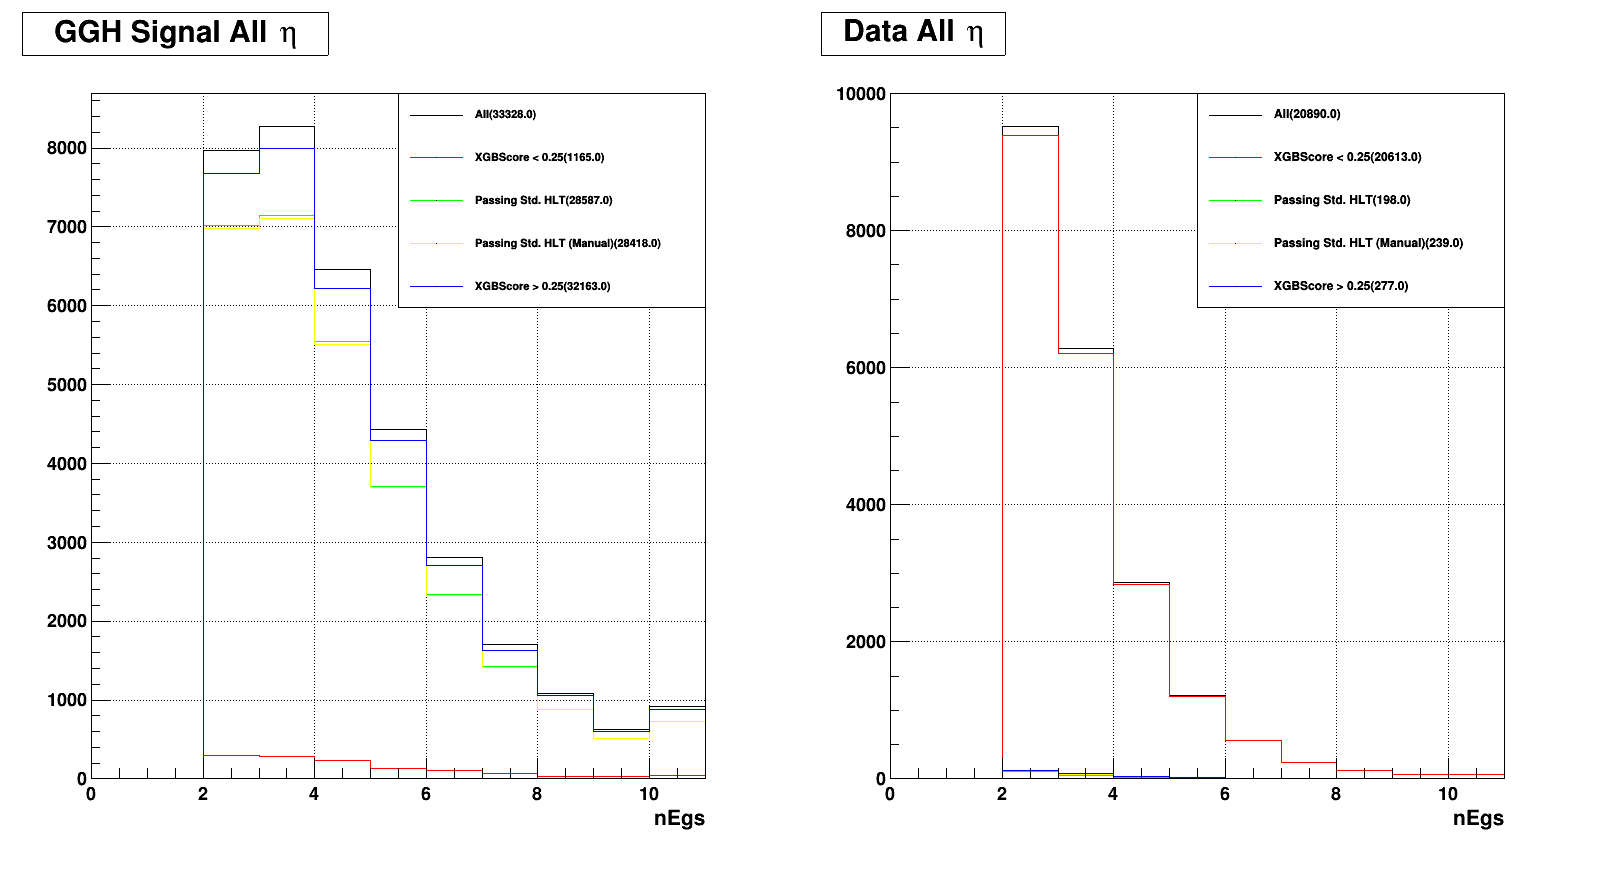 GGH Signal All η
All(33328.0)
XGBScore < 0.25(1165.0)
Passing Std. HLT(28587.0)
Passing Std. HLT (Manual)(28418.0)
XGBScore > 0.25(32163.0)
8000
7000
6000
5000
4000
3000
2000
1000
0
0 2 4 6 8 10
nEgs
Data All η
All(20890.0)
XGBScore < 0.25(20613.0)
Passing Std. HLT(198.0)
Passing Std. HLT (Manual)(239.0)
XGBScore > 0.25(277.0)
10000
8000
6000
4000
2000
0
0 2 4 6 8 10
nEgs